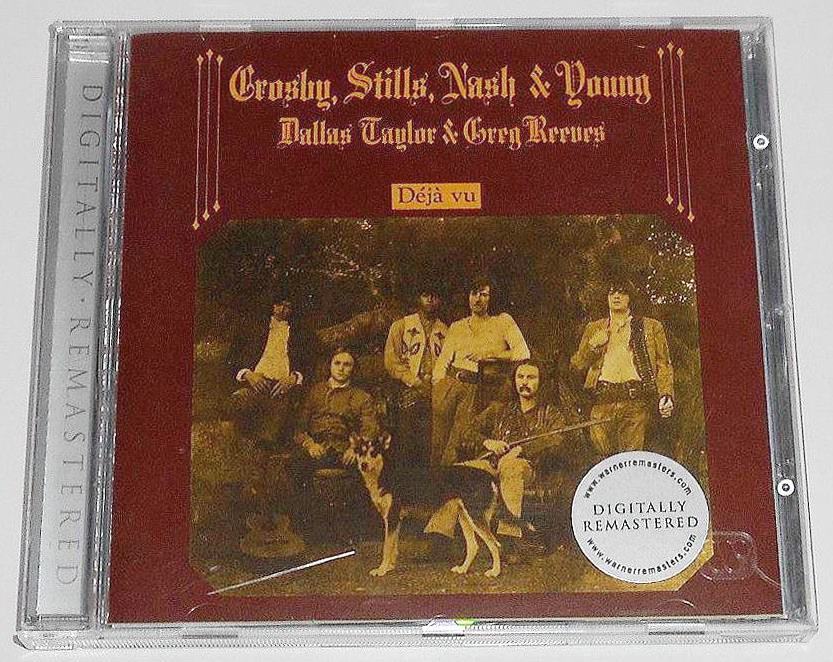 DIGITALLY · REMASTERED
Crosby, Stills, Nash & Young
Dallas Taylor & Greg Reeves
Déjà vu
www.warnerremasters.com
DIGITALLY
REMASTERED
www.warnerremasters.com